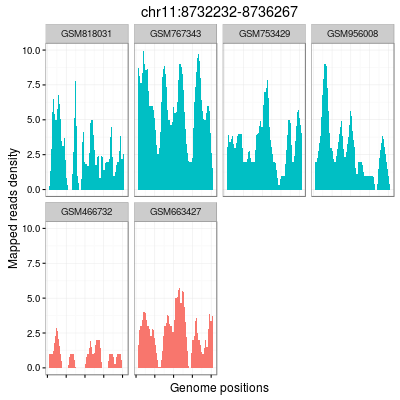 chr11:8732232-8736267
GSM818031 GSM767343 GSM753429 GSM956008
10.0
7.5
5.0
2.5
0.0
GSM466732 GSM663427
10.0
7.5
5.0
2.5
0.0
Mapped reads density
Genome positions